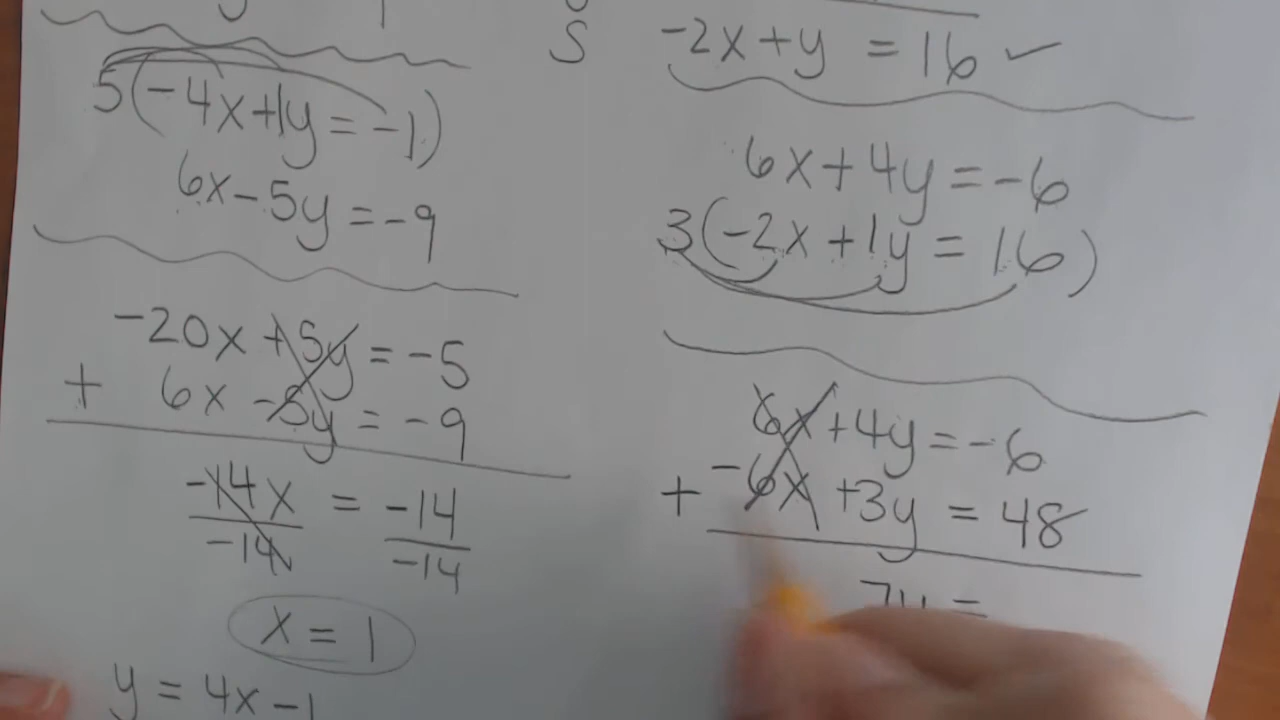 5(-4x+1y = -1)
6x-5y = -9
-20x +5y = -5
+ 6x -5y = -9
-14x = -14
-14 -14
x = 1
y = 4x -1
S
-2x+y = 16 ✓
6x+4y = -6
3(-2x +1y = 16)
6x+4y = -6
+ -6x +3y = 48
7y =